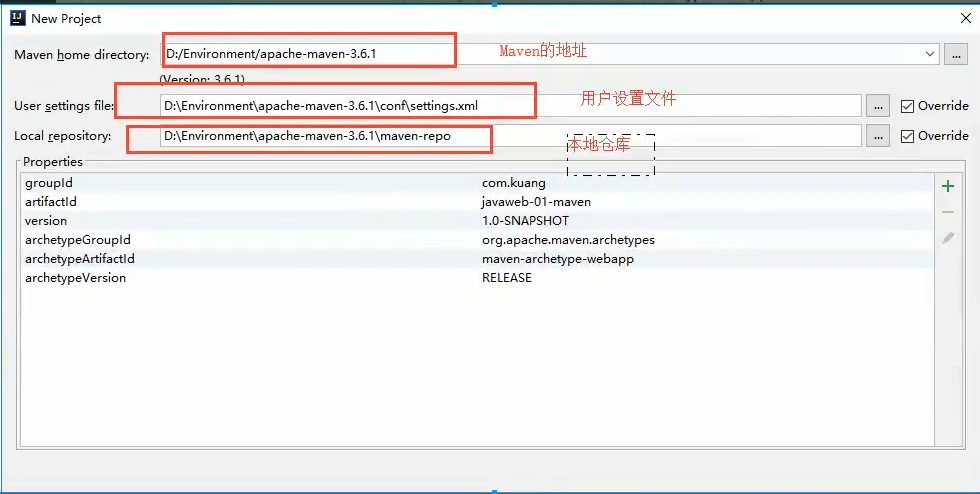 New Project
Maven home directory: D:/Environment/apache-maven-3.6.1 ... Maven的地址
(Version: 3.6.1)
User settings file: D:\Environment\apache-maven-3.6.1\conf\settings.xml ... Override 用户设置文件
Local repository: D:\Environment\apache-maven-3.6.1\maven-repo ... Override 本地仓库
Properties
groupId com.kuang
artifactId javaweb-01-maven
version 1.0-SNAPSHOT
archetypeGroupId org.apache.maven.archetypes
archetypeArtifactId maven-archetype-webapp
archetypeVersion RELEASE